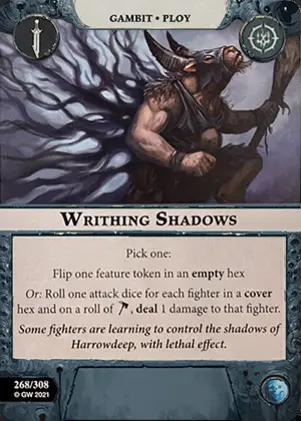 GAMBIT • PLOY
WRITHING SHADOWS
Pick one:
Flip one feature token in an empty hex
Or: Roll one attack dice for each fighter in a cover
hex and on a roll of , deal 1 damage to that fighter.
Some fighters are learning to control the shadows of
Harrowdeep, with lethal effect.
268/308
© GW 2021